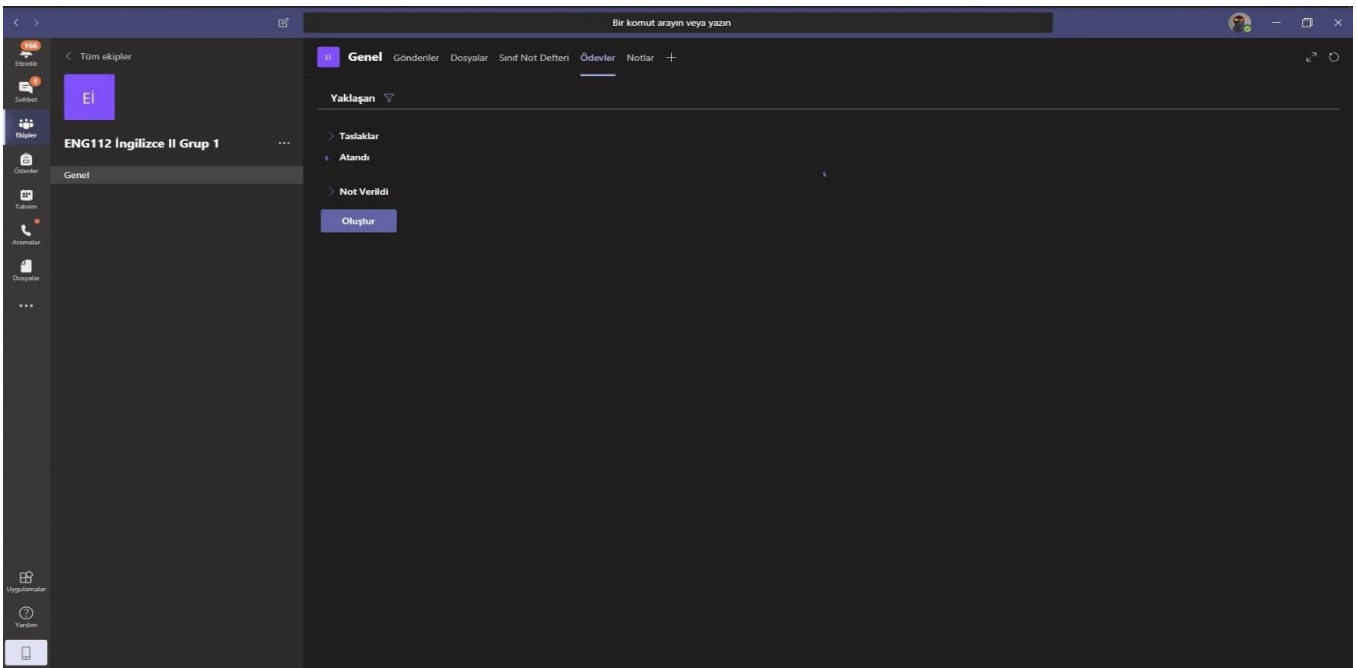 Bir komut arayın veya yazın
166
Etkinlik
1
Sohbet
Ekipler
Ödevler
Takvim
Aramalar
Dosyalar
Uygulamalar
Yardım
Tüm ekipler
Eİ
ENG112 İngilizce II Grup 1
Genel
Eİ Genel Gönderiler Dosyalar Sınıf Not Defteri Ödevler Notlar
Yaklaşan
Taslaklar
Atandı
Not Verildi
Oluştur